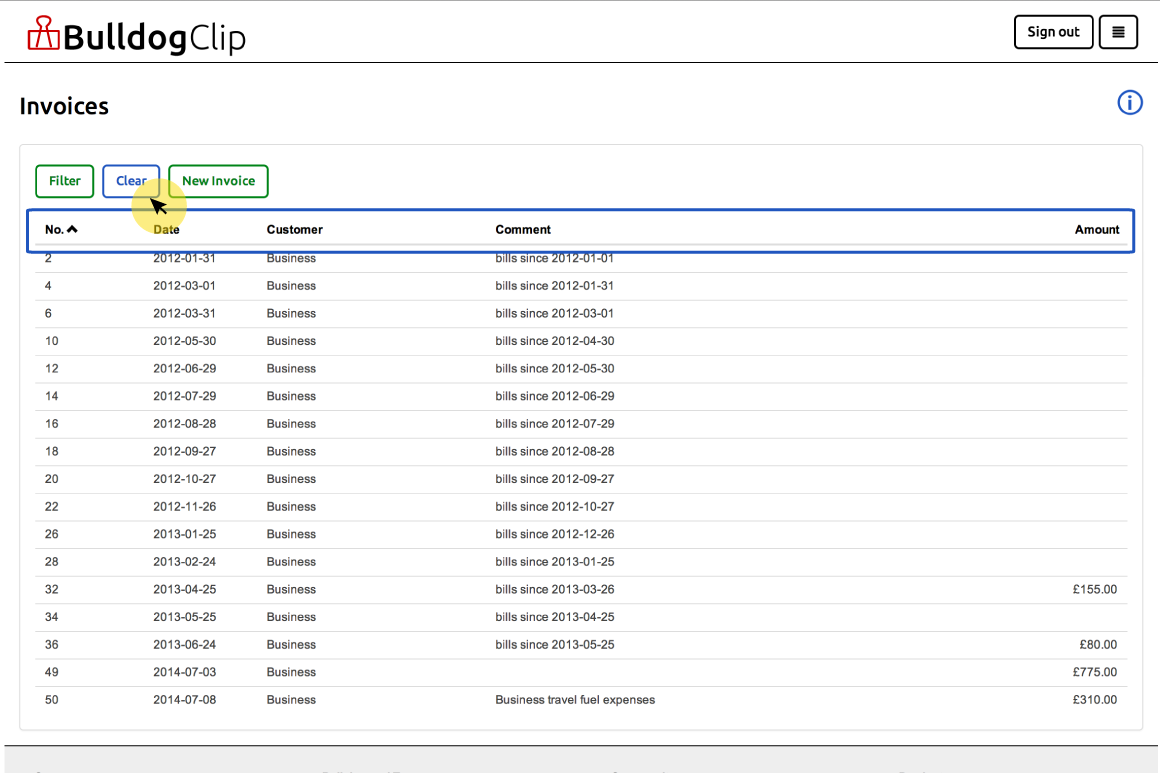 BulldogClip
Sign out
Invoices
Filter Clear New Invoice
No. Date Customer Comment Amount
2 2012-01-31 Business bills since 2012-01-01
4 2012-03-01 Business bills since 2012-01-31
6 2012-03-31 Business bills since 2012-03-01
10 2012-05-30 Business bills since 2012-04-30
12 2012-06-29 Business bills since 2012-05-30
14 2012-07-29 Business bills since 2012-06-29
16 2012-08-28 Business bills since 2012-07-29
18 2012-09-27 Business bills since 2012-08-28
20 2012-10-27 Business bills since 2012-09-27
22 2012-11-26 Business bills since 2012-10-27
26 2013-01-25 Business bills since 2012-12-26
28 2013-02-24 Business bills since 2013-01-25
32 2013-04-25 Business bills since 2013-03-26 £155.00
34 2013-05-25 Business bills since 2013-04-25
36 2013-06-24 Business bills since 2013-05-25 £80.00
49 2014-07-03 Business £775.00
50 2014-07-08 Business Business travel fuel expenses £310.00